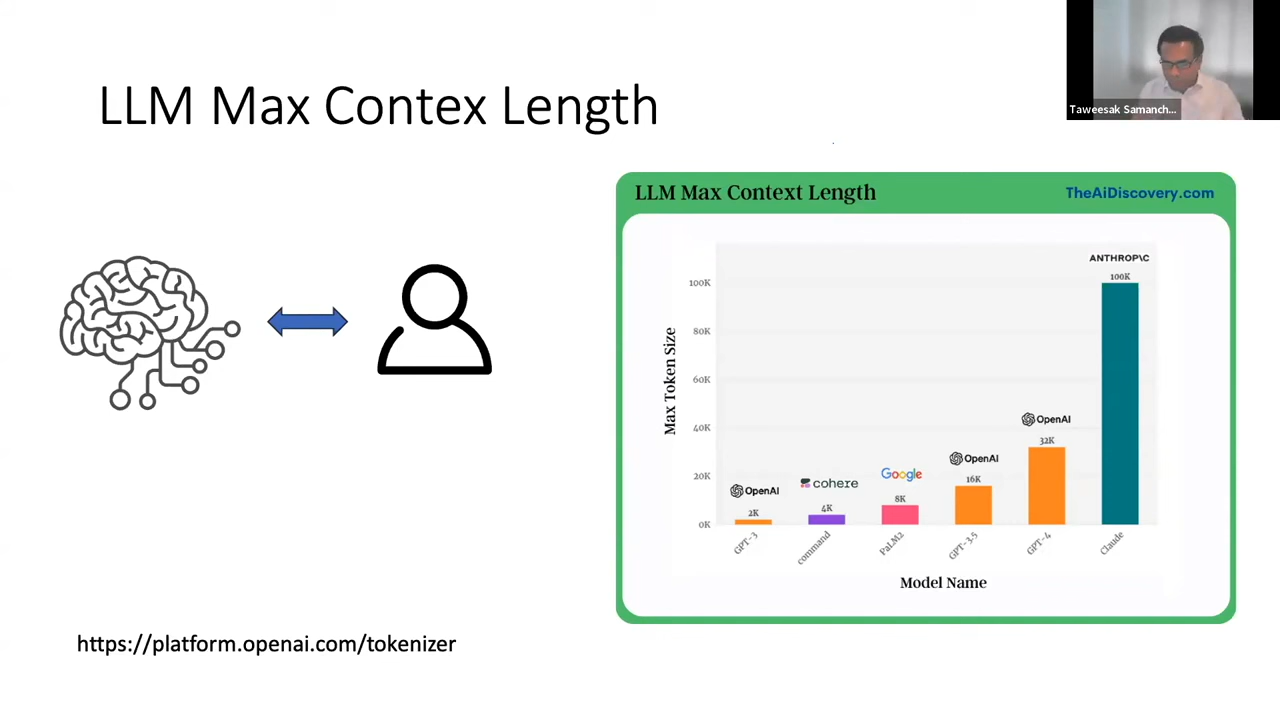 LLM Max Contex Length
Taweesak Samanch...
LLM Max Context Length
TheAiDiscovery.com
ANTHROP\C
100K
100K
80K
60K
40K
20K
0K
Max Token Size
OpenAI
32K
OpenAI
16K
Google
8K
cohere
4K
OpenAI
2K
GPT-3
command
PaLM2
GPT-3.5
GPT-4
Claude
Model Name
https://platform.openai.com/tokenizer